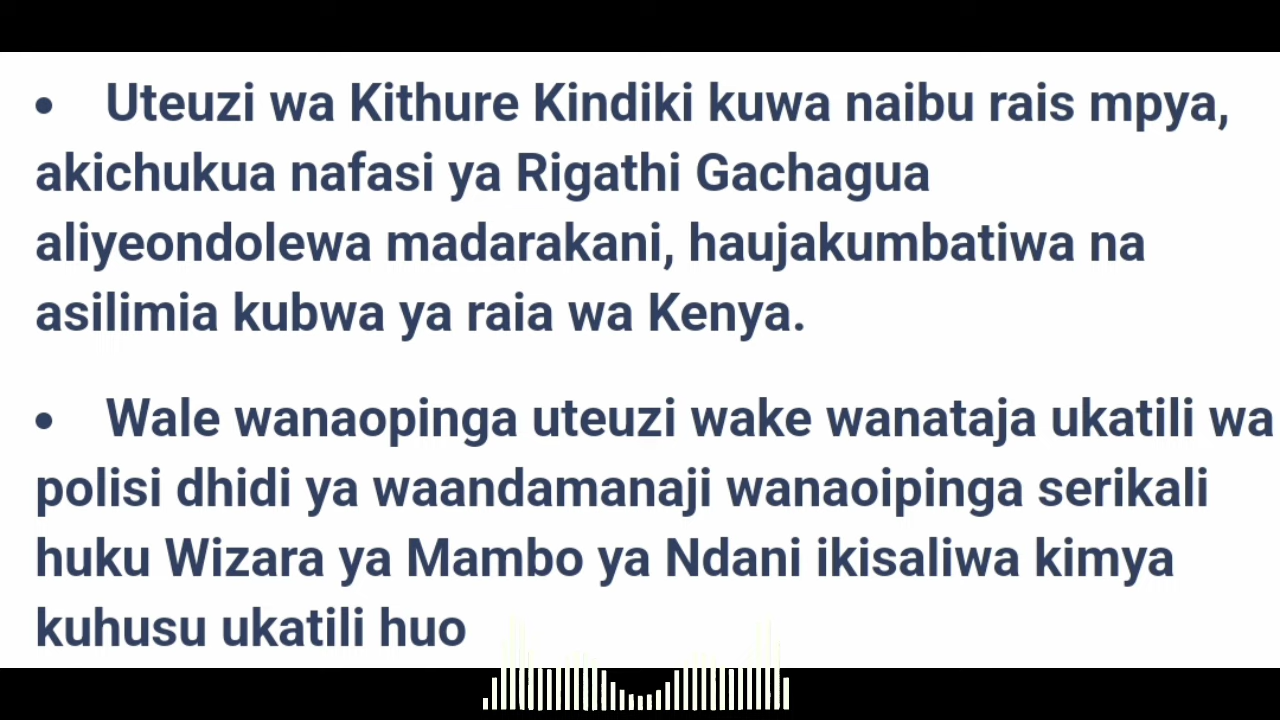 • Uteuzi wa Kithure Kindiki kuwa naibu rais mpya,
akichukua nafasi ya Rigathi Gachagua
aliyeondolewa madarakani, haujakumbatiwa na
asilimia kubwa ya raia wa Kenya.
• Wale wanaopinga uteuzi wake wanataja ukatili wa
polisi dhidi ya waandamanaji wanaoipinga serikali
huku Wizara ya Mambo ya Ndani ikisaliwa kimya
kuhusu ukatili huo